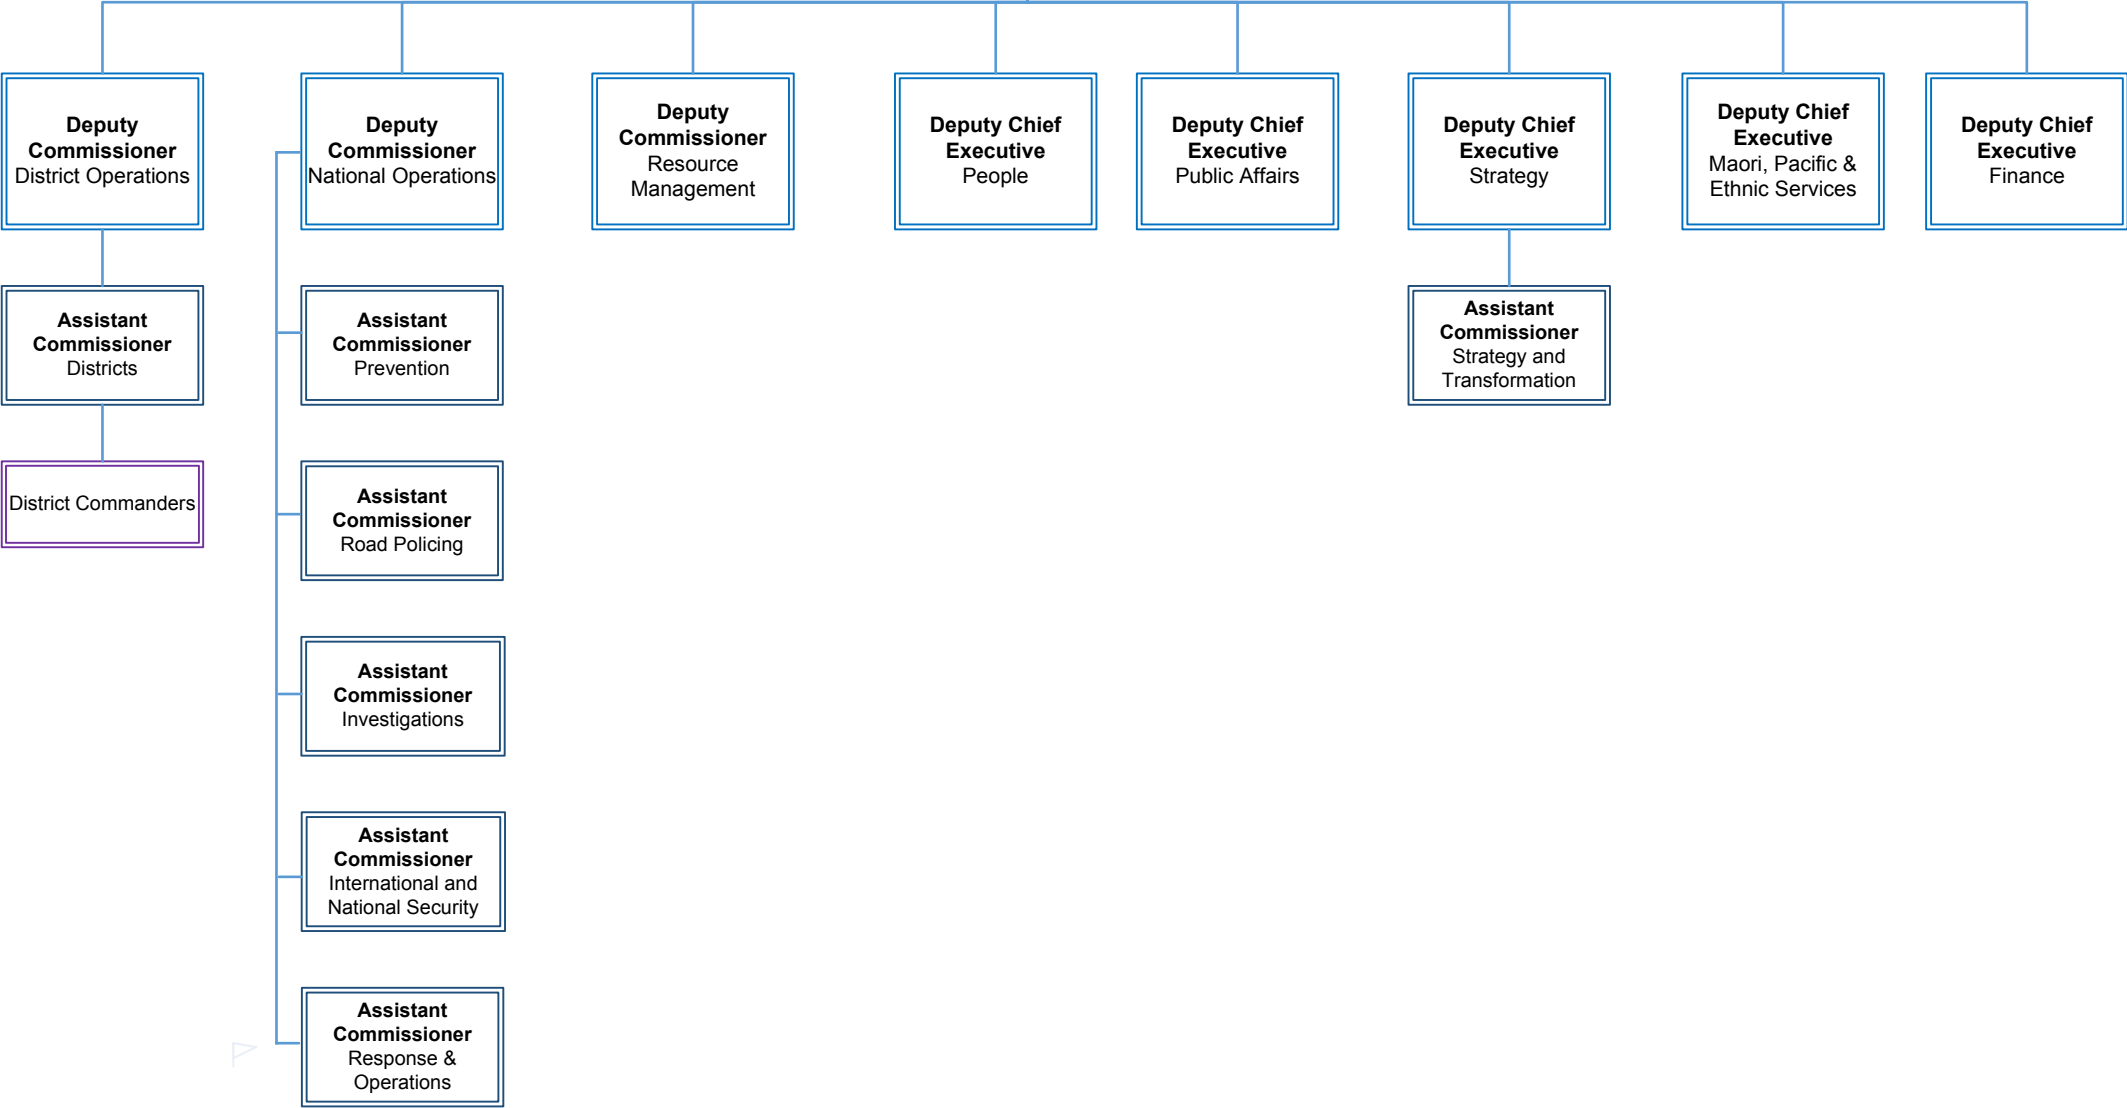 Deputy
Commissioner
District Operations
Deputy
Commissioner
National Operations
Deputy
Commissioner
Resource
Management
Deputy Chief
Executive
People
Deputy Chief
Executive
Public Affairs
Deputy Chief
Executive
Strategy
Deputy Chief
Executive
Maori, Pacific &
Ethnic Services
Deputy Chief
Executive
Finance
Assistant
Commissioner
Districts
Assistant
Commissioner
Prevention
Assistant
Commissioner
Strategy and
Transformation
District Commanders
Assistant
Commissioner
Road Policing
Assistant
Commissioner
Investigations
Assistant
Commissioner
International and
National Security
Assistant
Commissioner
Response &
Operations